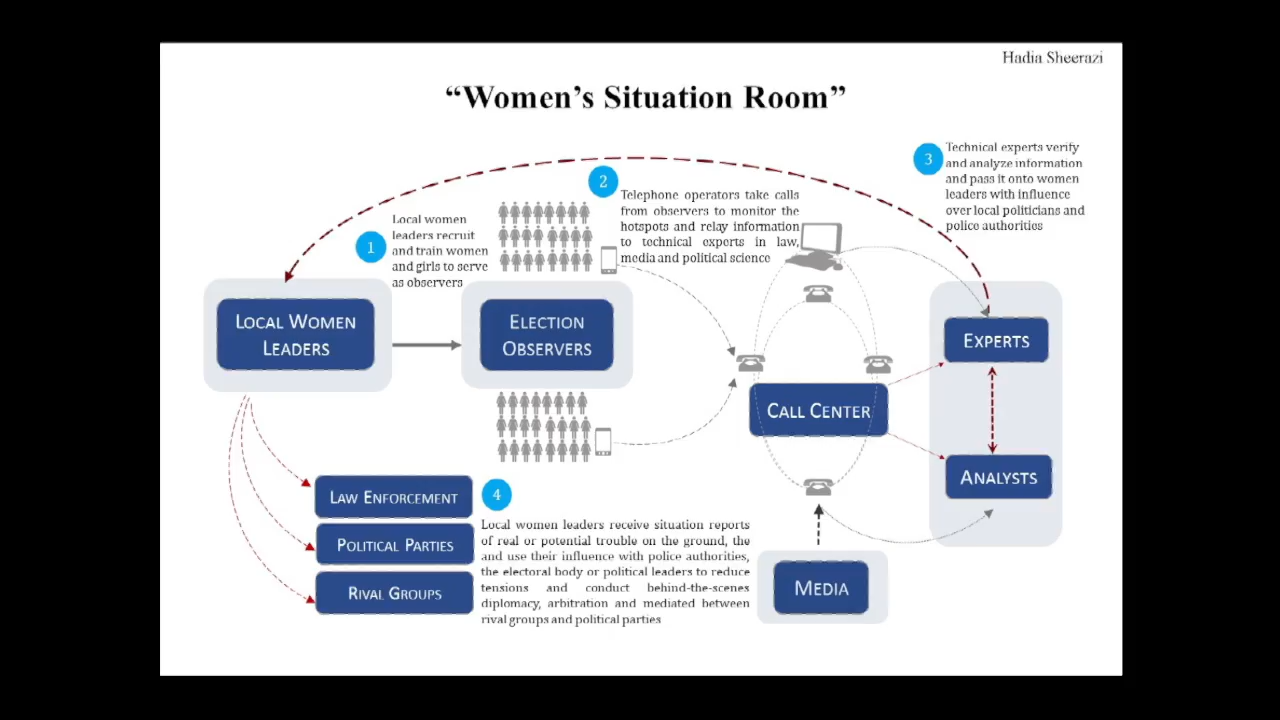 Hadia Sheerazi
“Women’s Situation Room”
1
Local women
leaders recruit
and train women
and girls to serve
as observers
2
Telephone operators take calls
from observers to monitor the
hotspots and relay information
to technical experts in law,
media and political science
3
Technical experts verify
and analyze information
and pass it onto women
leaders with influence
over local politicians and
police authorities
LOCAL WOMEN
LEADERS
ELECTION
OBSERVERS
CALL CENTER
EXPERTS
ANALYSTS
MEDIA
LAW ENFORCEMENT
POLITICAL PARTIES
RIVAL GROUPS
4
Local women leaders receive situation reports
of real or potential trouble on the ground, the
and use their influence with police authorities,
the electoral body or political leaders to reduce
tensions and conduct behind-the-scenes
diplomacy, arbitration and mediated between
rival groups and political parties